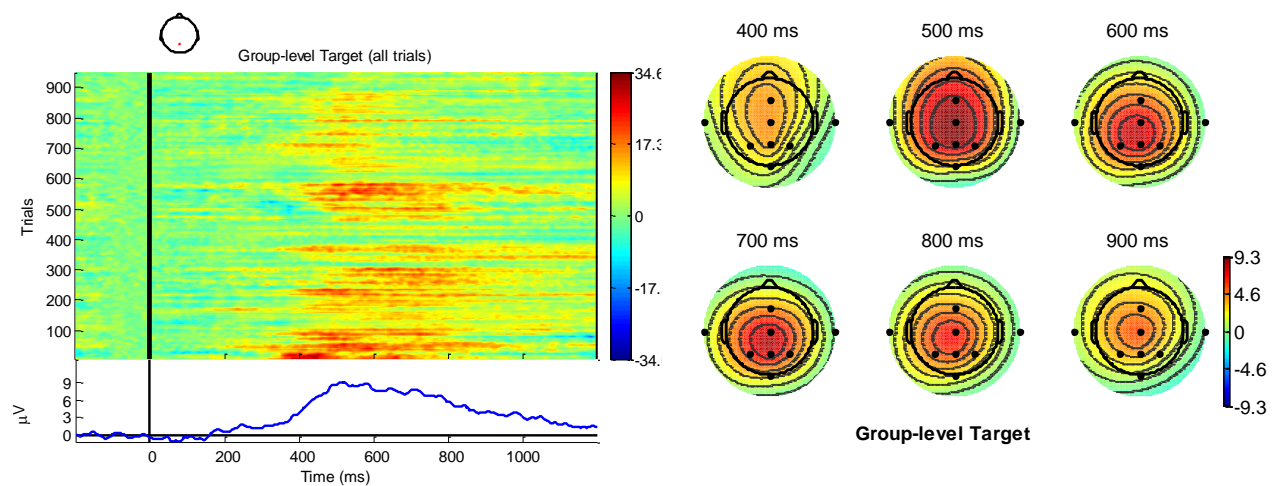 Group-level Target (all trials)
Trials
900
800
700
600
500
400
300
200
100
34.6
17.3
0
-17.
-34.
μV
9
6
3
0
0
200
400
600
800
1000
Time (ms)
400 ms
500 ms
600 ms
700 ms
800 ms
900 ms
9.3
4.6
0
-4.6
-9.3
Group-level Target